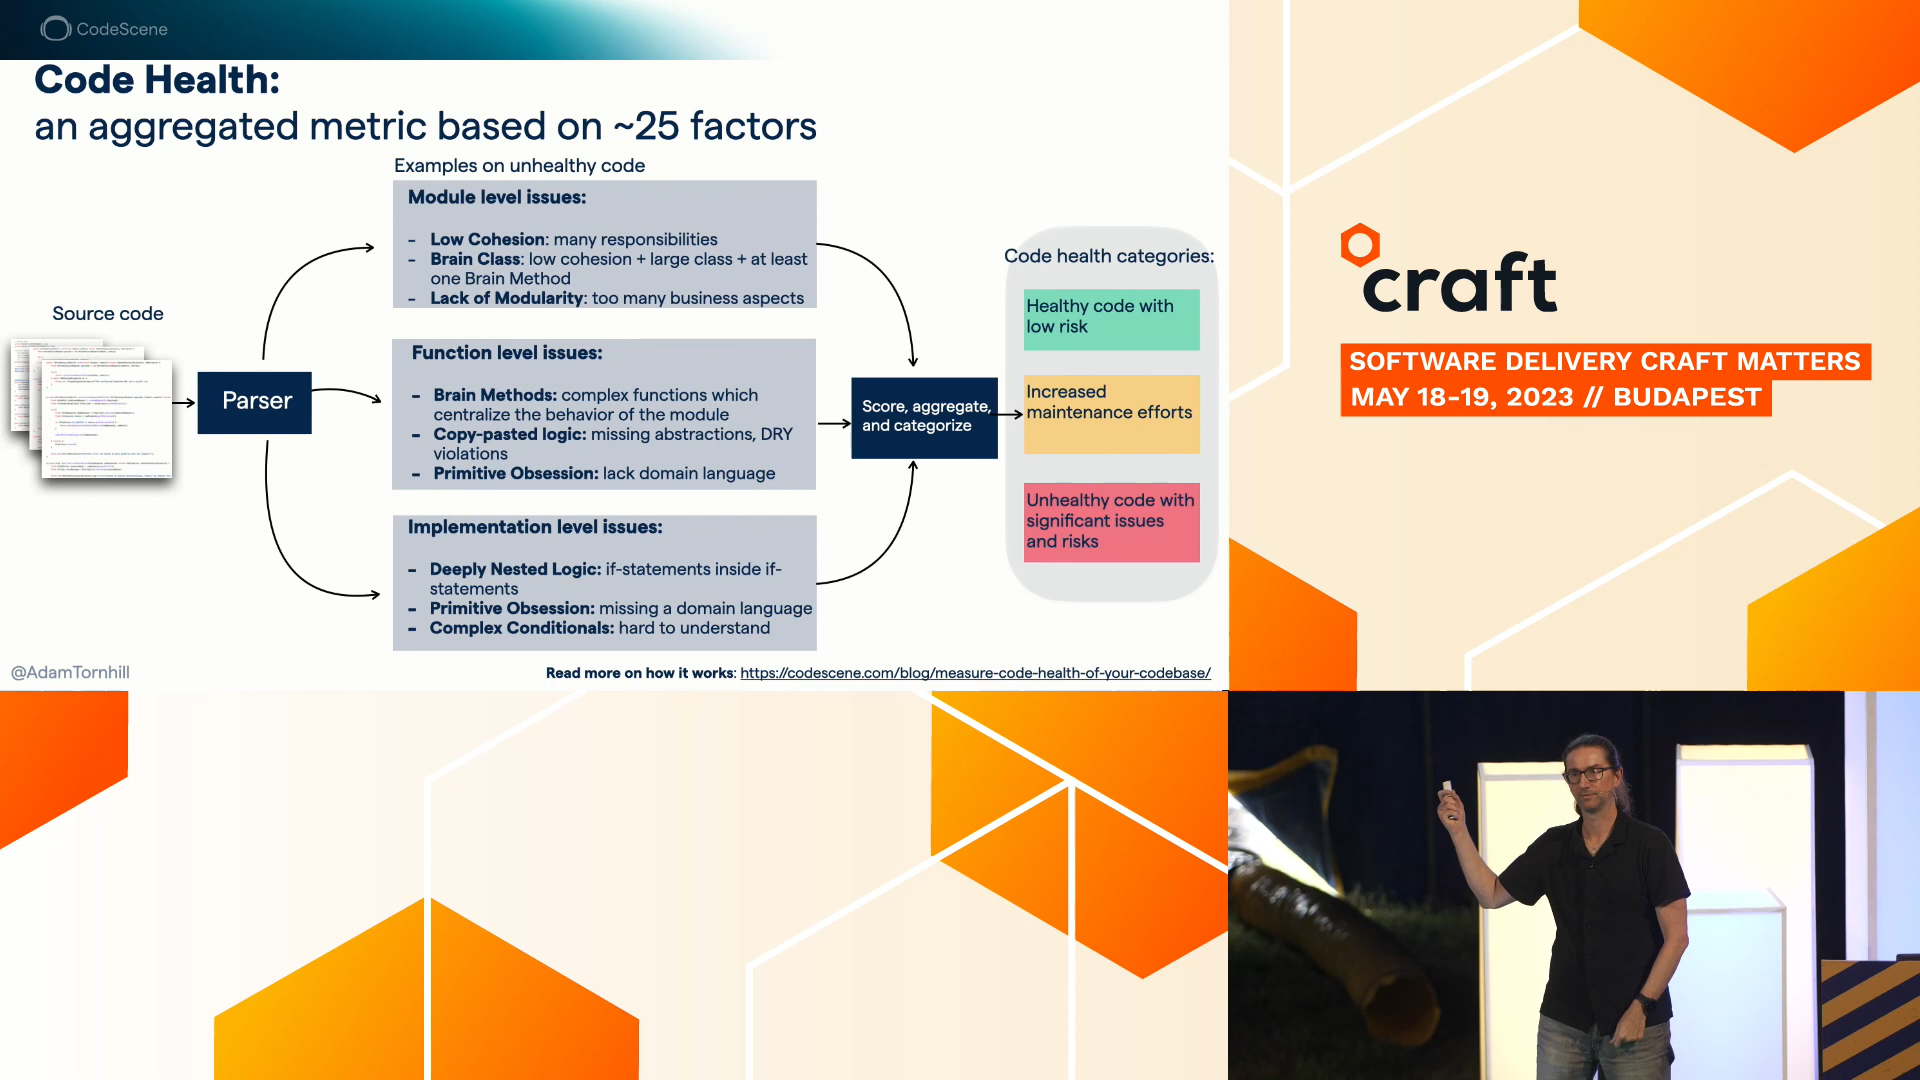 CodeScene
Code Health:
an aggregated metric based on ~25 factors
Examples on unhealthy code
Module level issues:
- Low Cohesion: many responsibilities
- Brain Class: low cohesion + large class + at least
one Brain Method
- Lack of Modularity: too many business aspects
Source code
Parser
Function level issues:
- Brain Methods: complex functions which
centralize the behavior of the module
- Copy-pasted logic: missing abstractions, DRY
violations
- Primitive Obsession: lack domain language
Implementation level issues:
- Deeply Nested Logic: if-statements inside if-
statements
- Primitive Obsession: missing a domain language
- Complex Conditionals: hard to understand
Score, aggregate,
and categorize
Code health categories:
Healthy code with
low risk
Increased
maintenance efforts
Unhealthy code with
significant issues
and risks
@AdamTornhill
Read more on how it works: https://codescene.com/blog/measure-code-health-of-your-codebase/
craft
SOFTWARE DELIVERY CRAFT MATTERS
MAY 18-19, 2023 // BUDAPEST